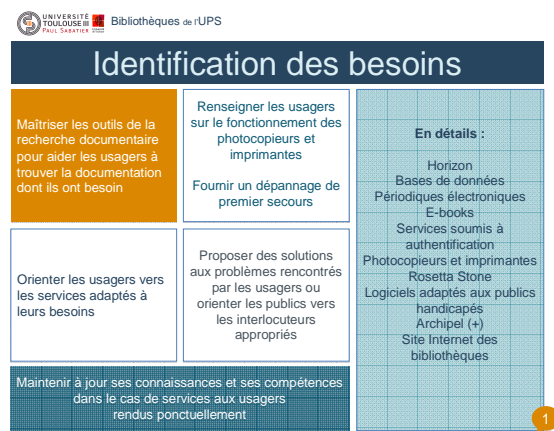 UNIVERSITÉ
TOULOUSE III
PAUL SABATIER
Bibliothèques de l'UPS
Identification des besoins
Maîtriser les outils de la
recherche documentaire
pour aider les usagers à
trouver la documentation
dont ils ont besoin
Renseigner les usagers
sur le fonctionnement des
photocopieurs et
imprimantes
Fournir un dépannage de
premier secours
Orienter les usagers vers
les services adaptés à
leurs besoins
Proposer des solutions
aux problèmes rencontrés
par les usagers ou
orienter les publics vers
les interlocuteurs
appropriés
Maintenir à jour ses connaissances et ses compétences
dans le cas de services aux usagers
rendus ponctuellement
En détails :
Horizon
Bases de données
Périodiques électroniques
E-books
Services soumis à
authentification
Photocopieurs et imprimantes
Rosetta Stone
Logiciels adaptés aux publics
handicapés
Archipel (+)
Site Internet des
bibliothèques
1